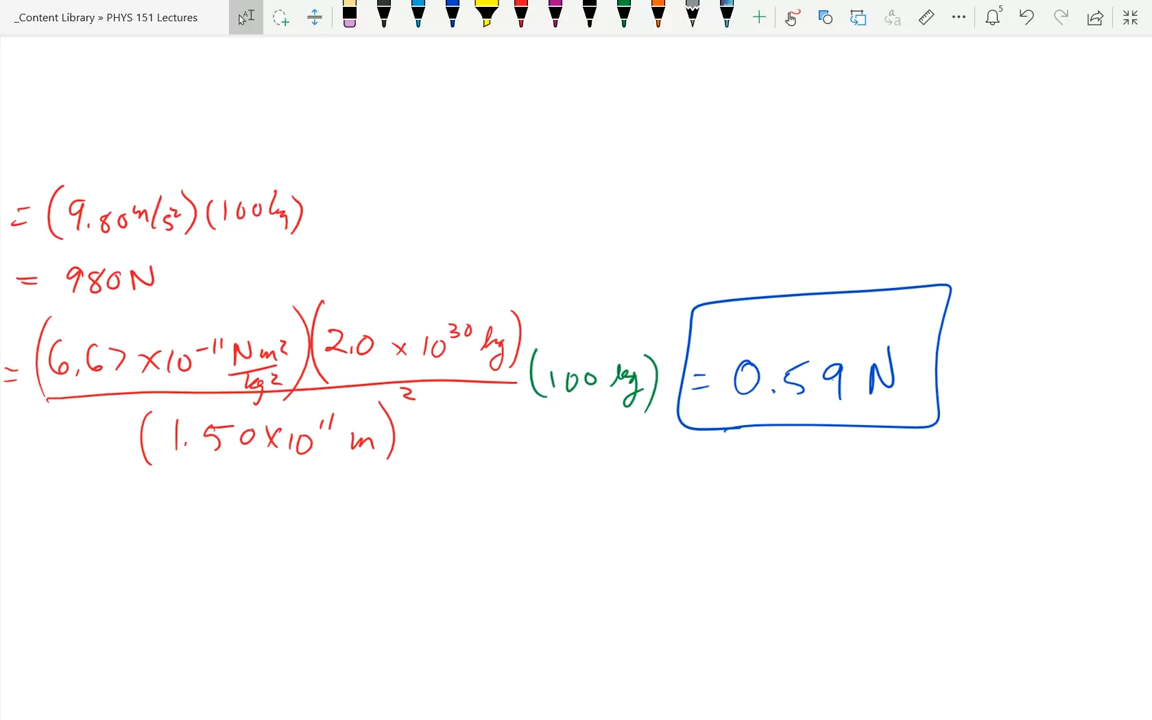 _Content Library » PHYS 151 Lectures
5
= (9.80 m/s²)(100 kg)
= 980 N
= (6.67 × 10⁻¹¹ N m²/kg²)(2.0 × 10³⁰ kg) / (1.50 × 10¹¹ m)² (100 kg) = 0.59 N